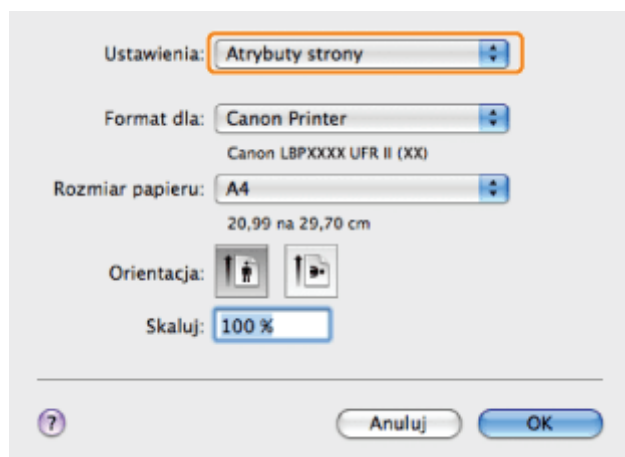 Ustawienia: Atrybuty strony
Format dla: Canon Printer
Canon LBPXXXX UFR II (XX)
Rozmiar papieru: A4
20,99 na 29,70 cm
Orientacja:
Skaluj: 100 %
? Anuluj OK